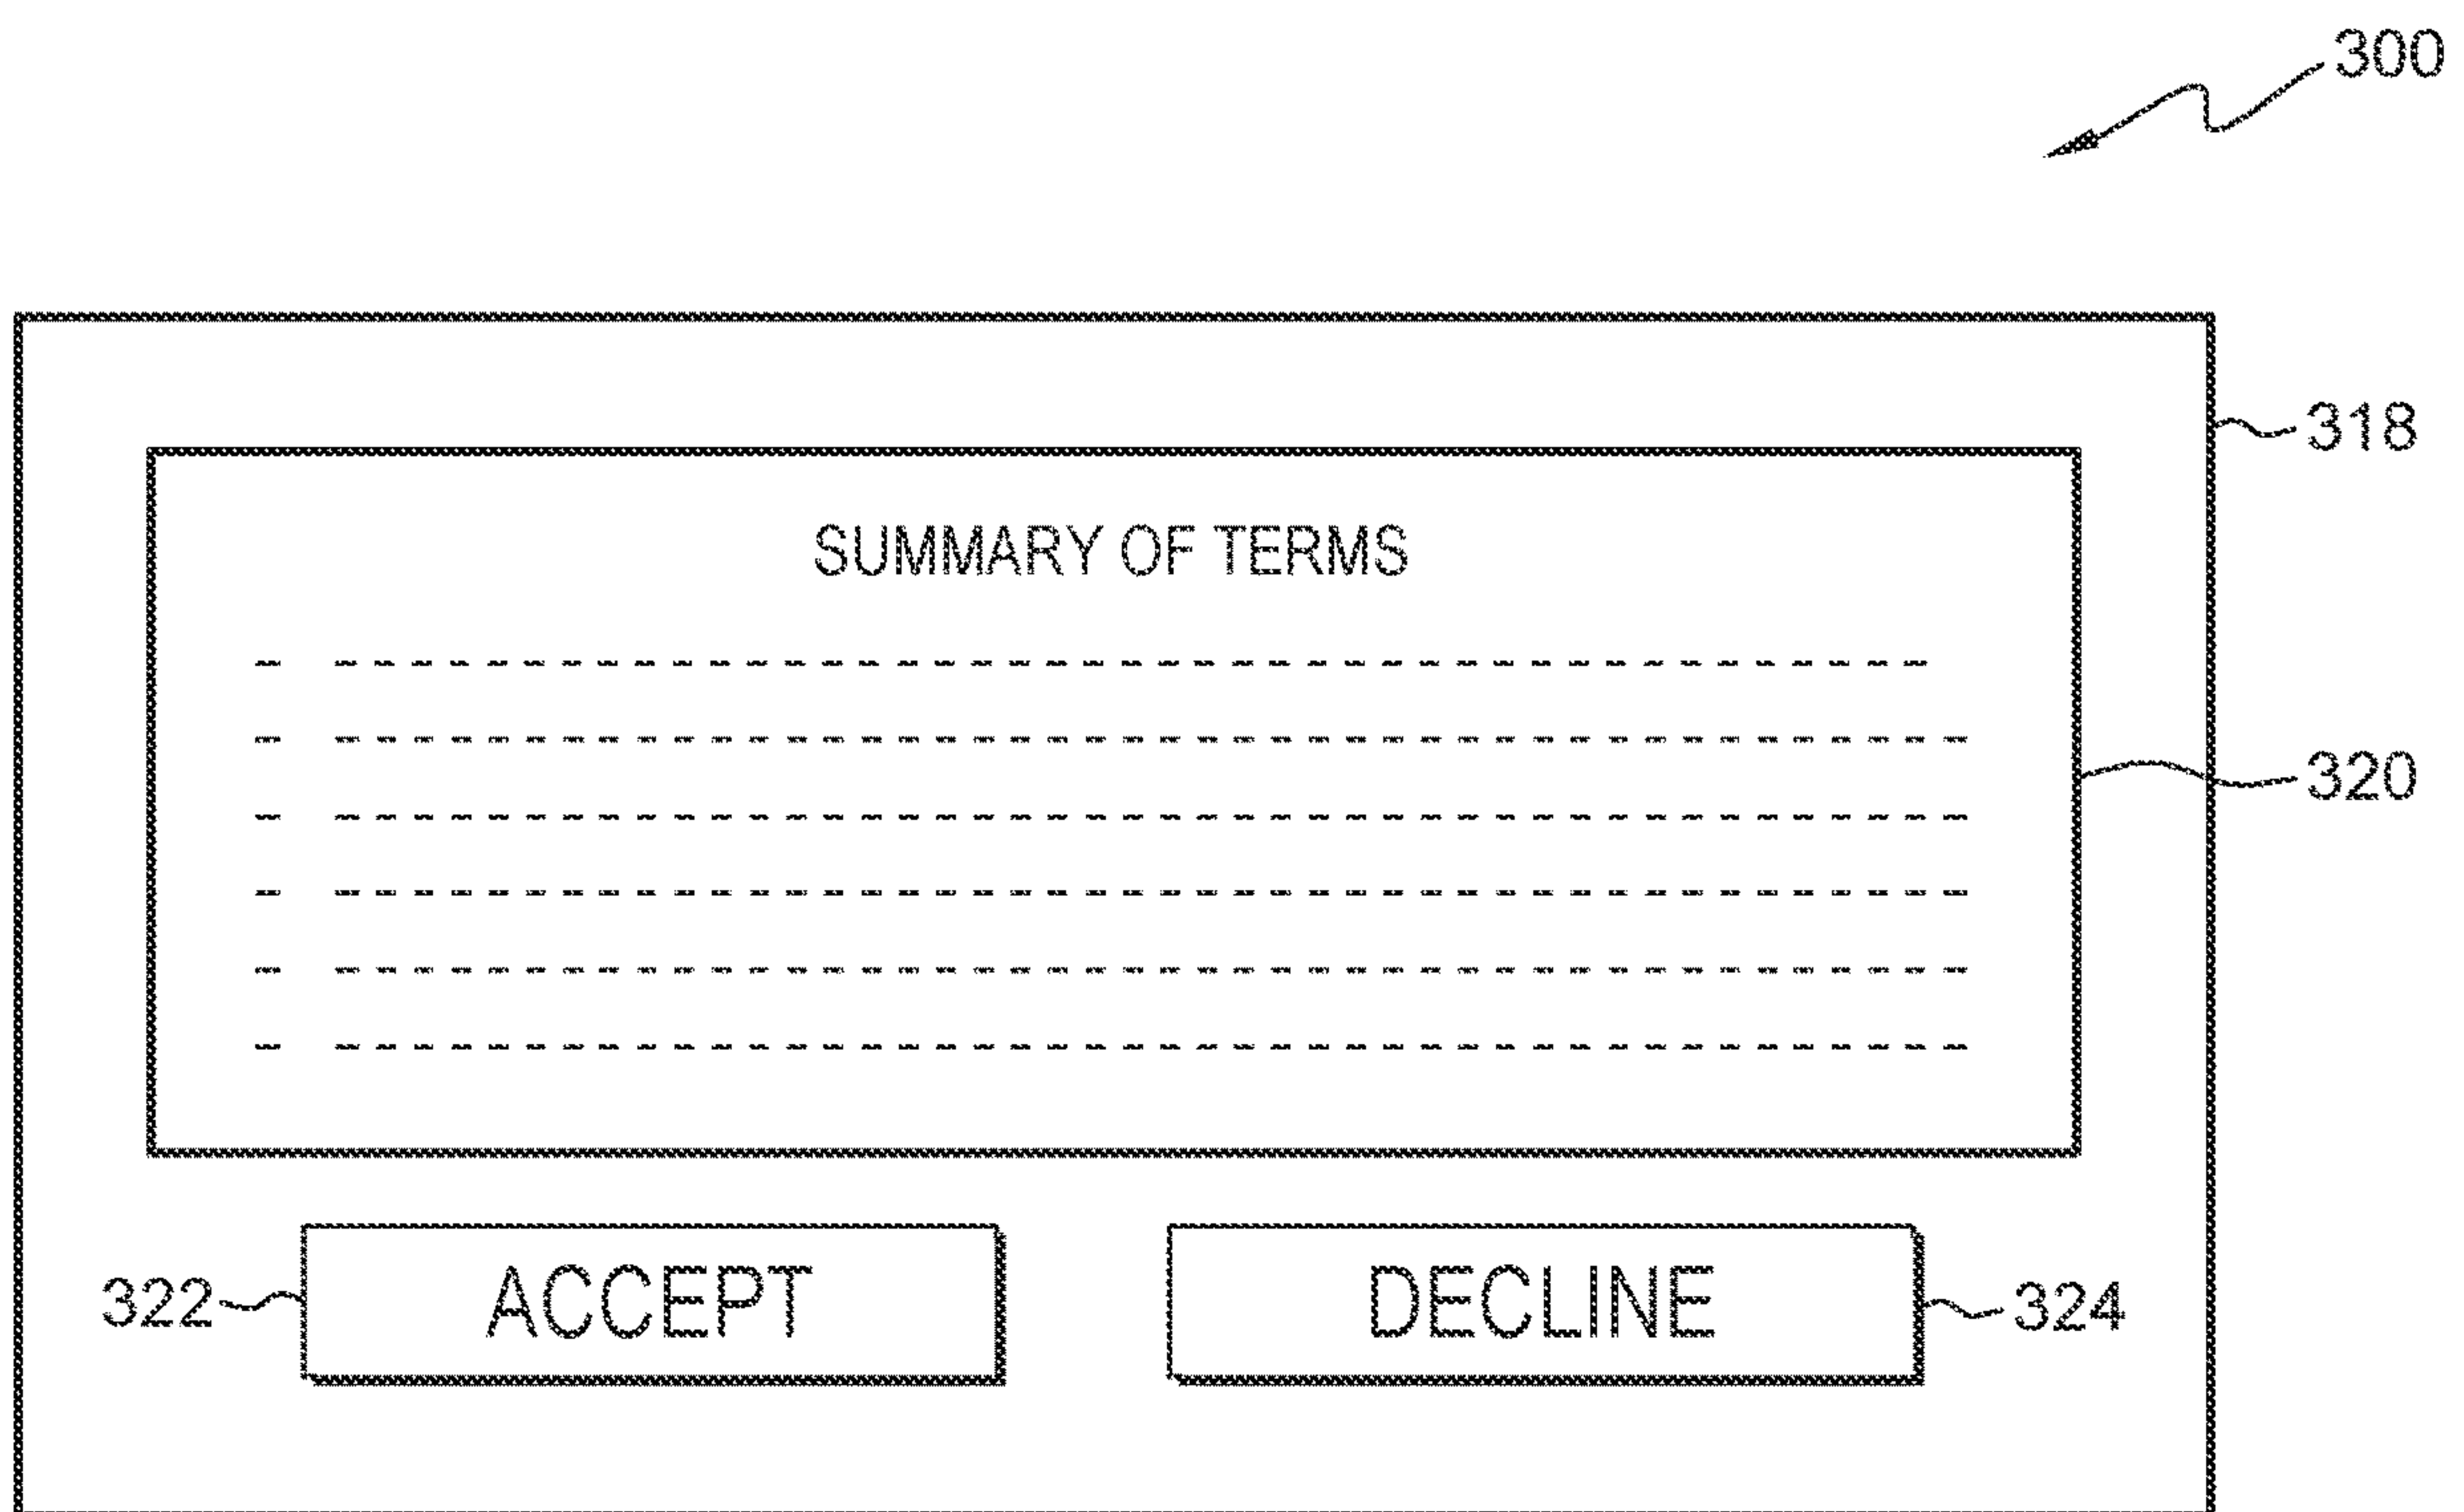 300
318
SUMMARY OF TERMS
320
322 ACCEPT DECLINE 324